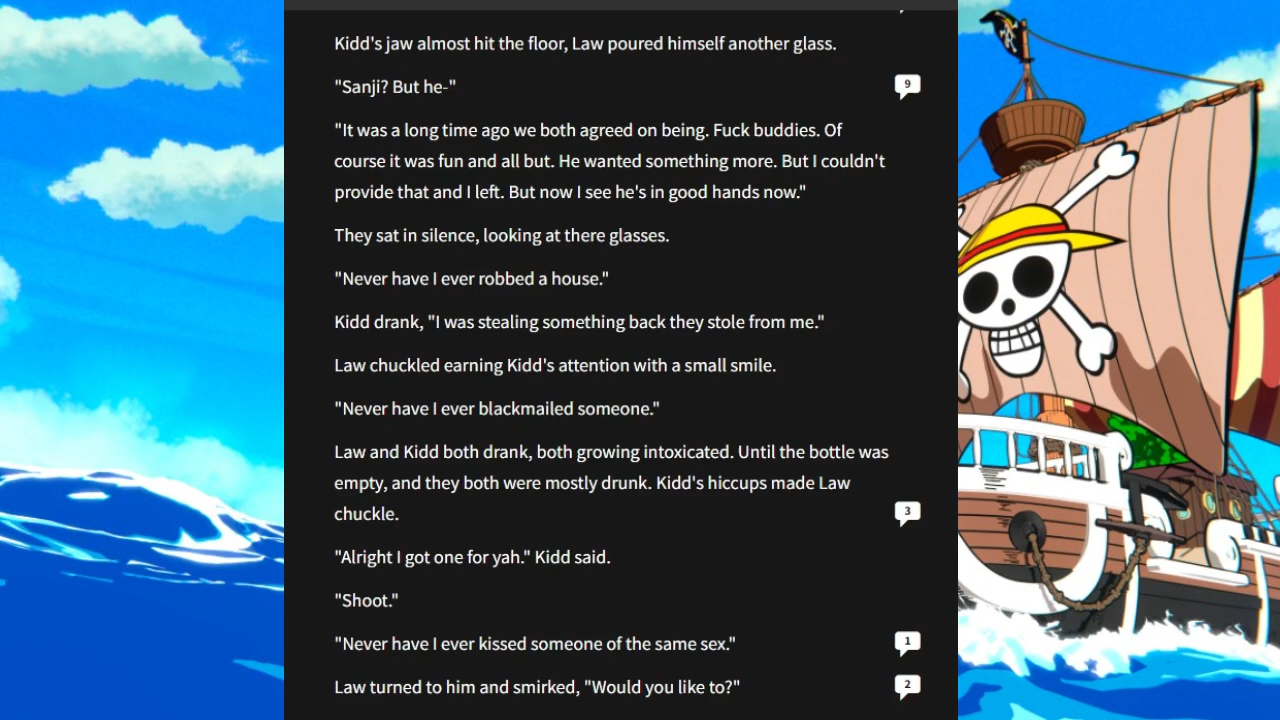 Kidd's jaw almost hit the floor, Law poured himself another glass.
"Sanji? But he-"
9
"It was a long time ago we both agreed on being. Fuck buddies. Of
course it was fun and all but. He wanted something more. But I couldn't
provide that and I left. But now I see he's in good hands now."
They sat in silence, looking at there glasses.
"Never have I ever robbed a house."
Kidd drank, "I was stealing something back they stole from me."
Law chuckled earning Kidd's attention with a small smile.
"Never have I ever blackmailed someone."
Law and Kidd both drank, both growing intoxicated. Until the bottle was
empty, and they both were mostly drunk. Kidd's hiccups made Law
chuckle.
3
"Alright I got one for yah." Kidd said.
"Shoot."
"Never have I ever kissed someone of the same sex."
1
Law turned to him and smirked, "Would you like to?"
2